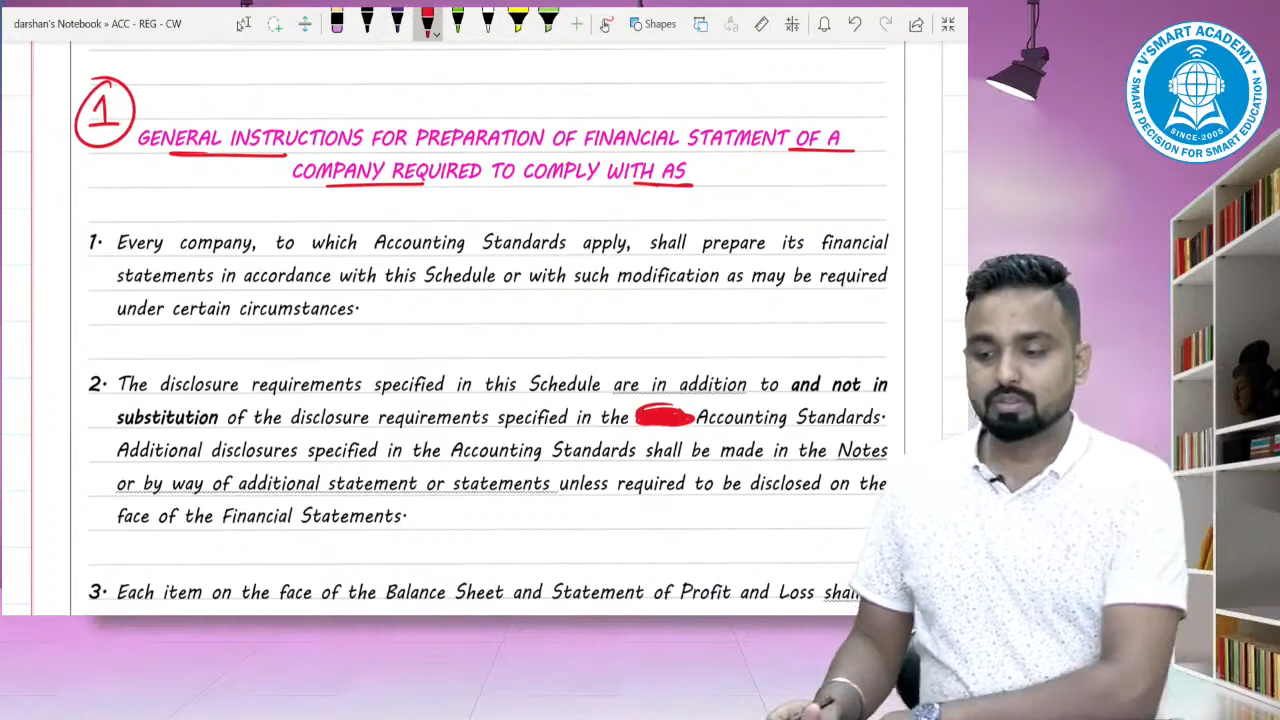 darshan's Notebook » ACC - REG - CW
Shapes
V'SMART ACADEMY
SINCE-2005
SMART DECISION FOR SMART EDUCATION
1
GENERAL INSTRUCTIONS FOR PREPARATION OF FINANCIAL STATMENT OF A
COMPANY REQUIRED TO COMPLY WITH AS
1. Every company, to which Accounting Standards apply, shall prepare its financial
statements in accordance with this Schedule or with such modification as may be required
under certain circumstances.
2. The disclosure requirements specified in this Schedule are in addition to and not in
substitution of the disclosure requirements specified in the Accounting Standards.
Additional disclosures specified in the Accounting Standards shall be made in the Notes
or by way of additional statement or statements unless required to be disclosed on the
face of the Financial Statements.
3. Each item on the face of the Balance Sheet and Statement of Profit and Loss shall